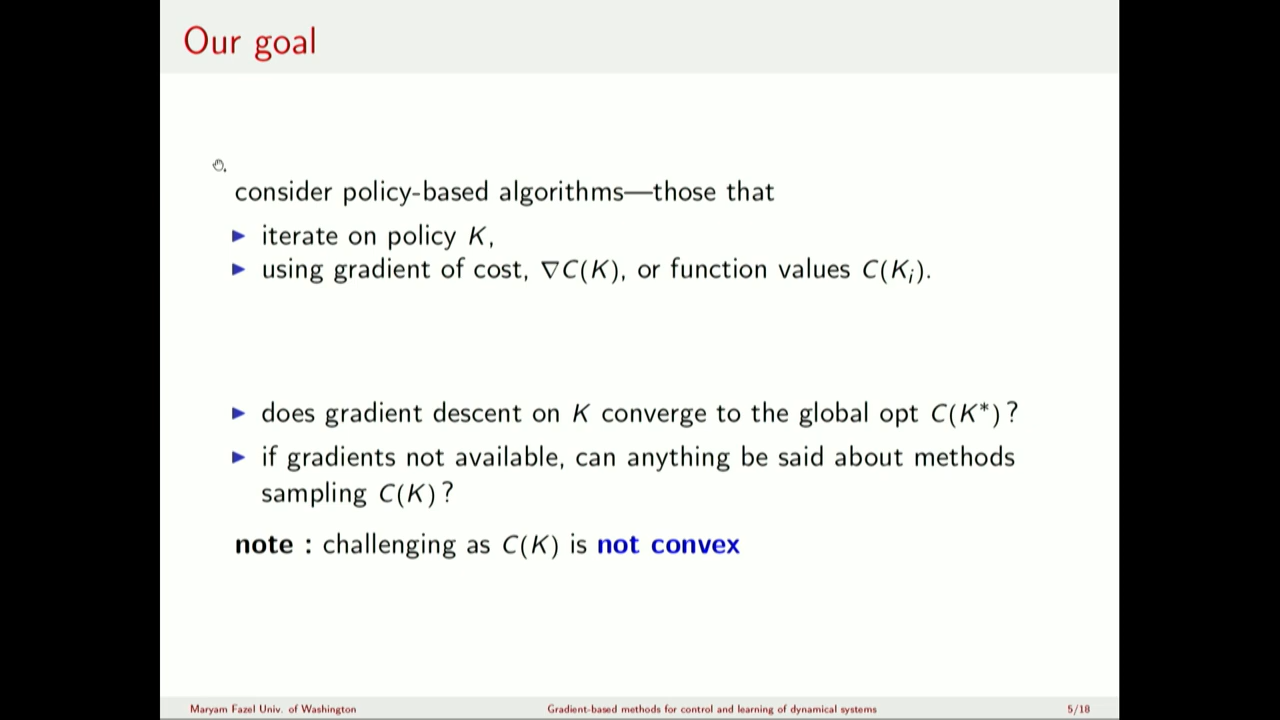 Our goal
consider policy-based algorithms—those that
▶ iterate on policy K,
▶ using gradient of cost, ∇C(K), or function values C(Kᵢ).
▶ does gradient descent on K converge to the global opt C(K*)?
▶ if gradients not available, can anything be said about methods
sampling C(K)?
note : challenging as C(K) is not convex
Maryam Fazel Univ. of Washington
Gradient-based methods for control and learning of dynamical systems
5/18